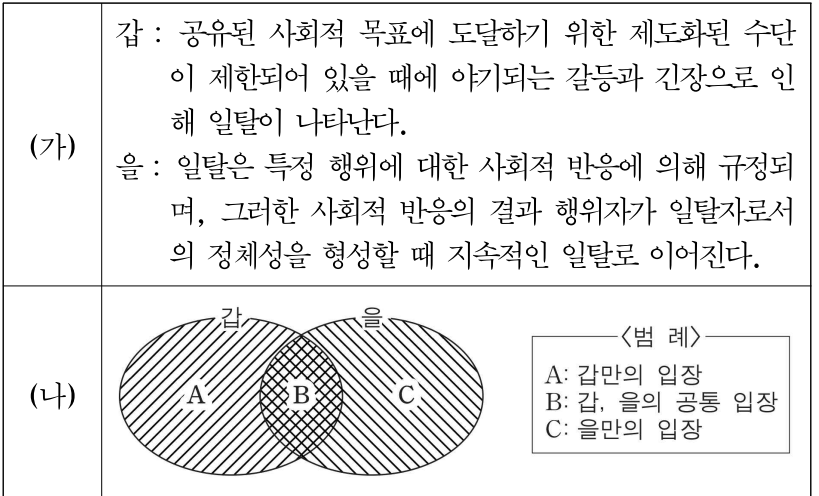 (가)
갑 : 공유된 사회적 목표에 도달하기 위한 제도화된 수단
이 제한되어 있을 때에 야기되는 갈등과 긴장으로 인
해 일탈이 나타난다.
을 : 일탈은 특정 행위에 대한 사회적 반응에 의해 규정되
며, 그러한 사회적 반응의 결과 행위자가 일탈자로서
의 정체성을 형성할 때 지속적인 일탈로 이어진다.
(나)
갑 을
A B C
〈범 례〉
A: 갑만의 입장
B: 갑, 을의 공통 입장
C: 을만의 입장